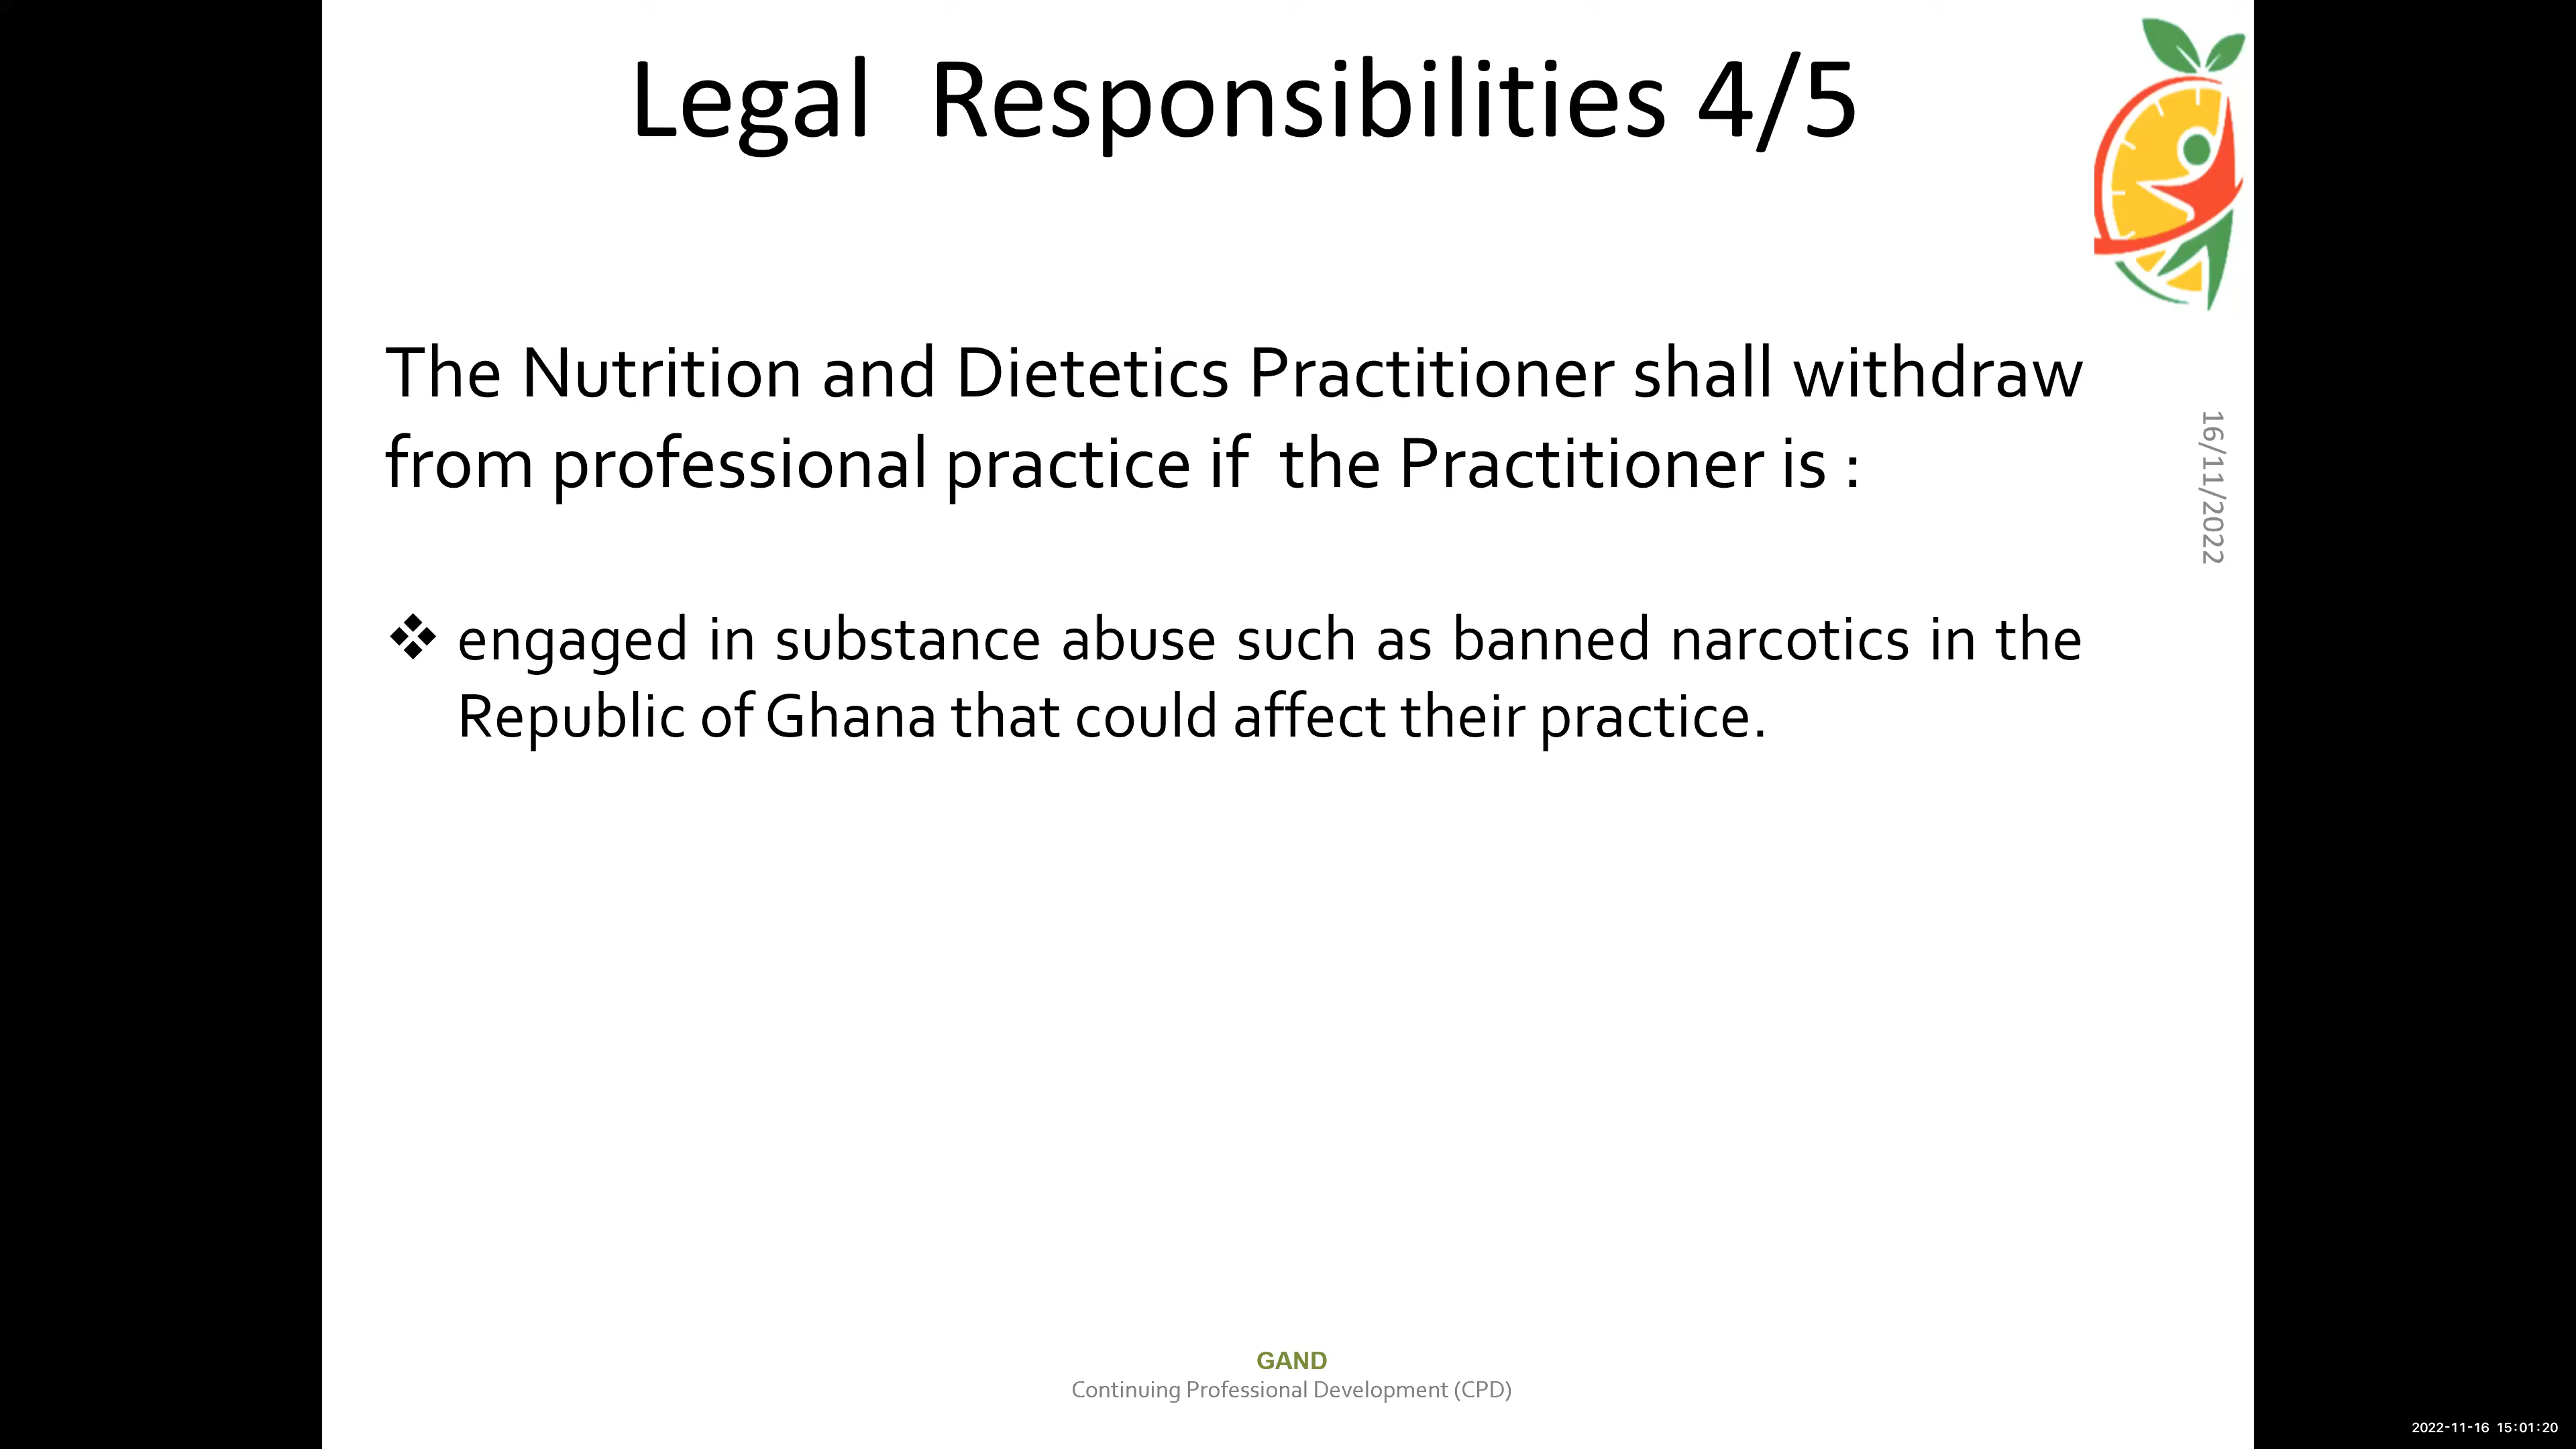 Legal  Responsibilities 4/5
The Nutrition and Dietetics Practitioner shall withdraw
from professional practice if  the Practitioner is :
❖ engaged in substance abuse such as banned narcotics in the
Republic of Ghana that could affect their practice.
16/11/2022
GAND
Continuing Professional Development (CPD)
2022-11-16 15:01:20